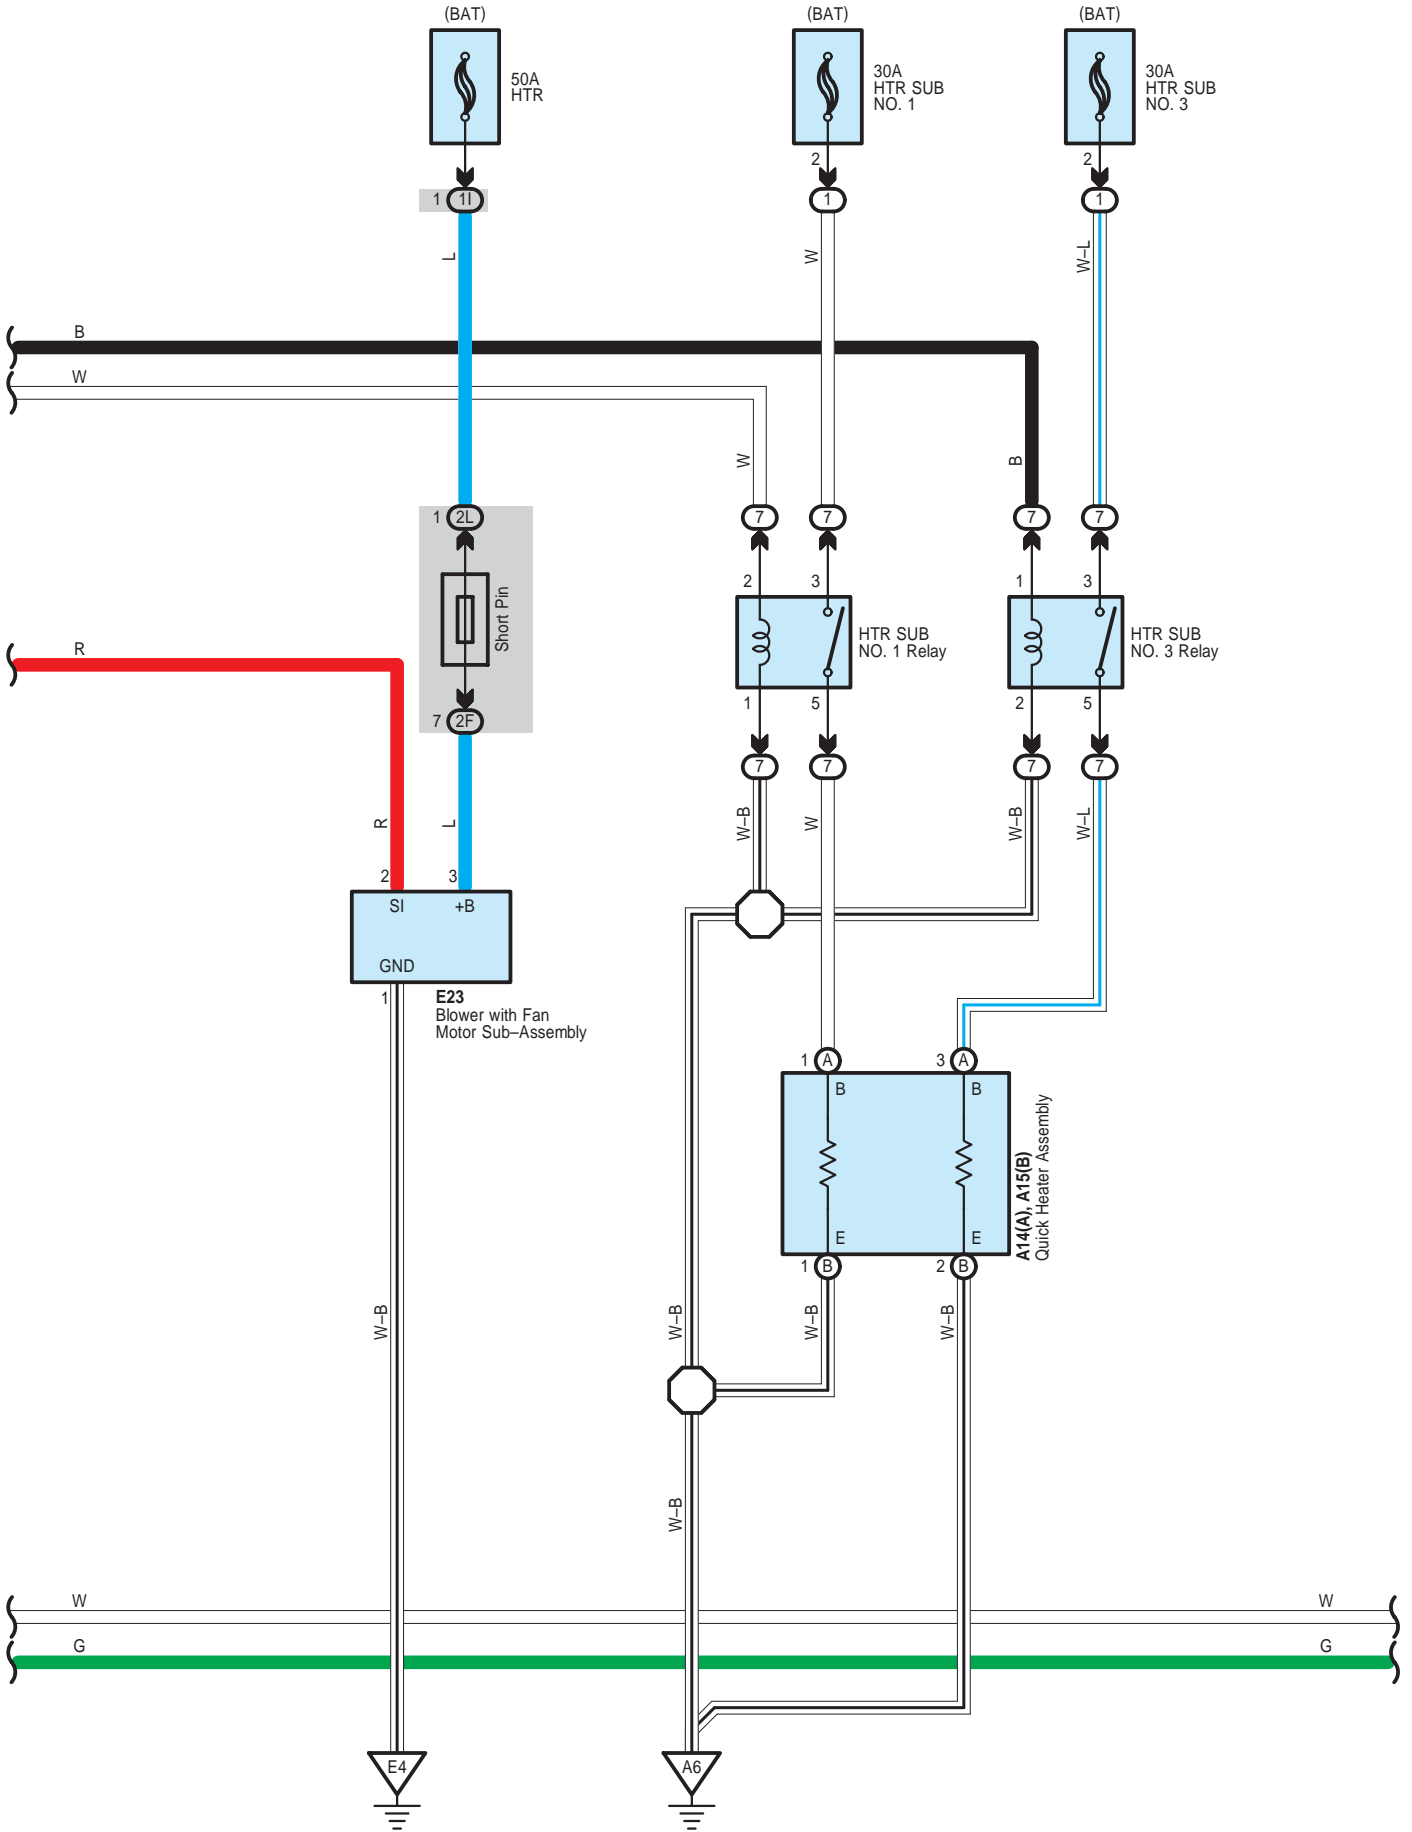 (BAT)
(BAT)
(BAT)
50A
HTR
30A
HTR SUB
NO. 1
30A
HTR SUB
NO. 3
2
2
1 1I
1
1
L
W
W–L
B
W
W
B
1 2L
7
7
7
7
2
3
1
3
Short Pin
HTR SUB
NO. 1 Relay
HTR SUB
NO. 3 Relay
R
1
5
2
5
7 2F
7
7
7
7
R
L
W–B
W
W–B
W–L
2
3
SI
+B
GND
1
E23
Blower with Fan
Motor Sub–Assembly
1 A
3 A
B
B
A14(A), A15(B)
Quick Heater Assembly
E
E
1 B
2 B
W–B
W–B
W–B
W–B
W–B
W
W
G
G
E4
A6